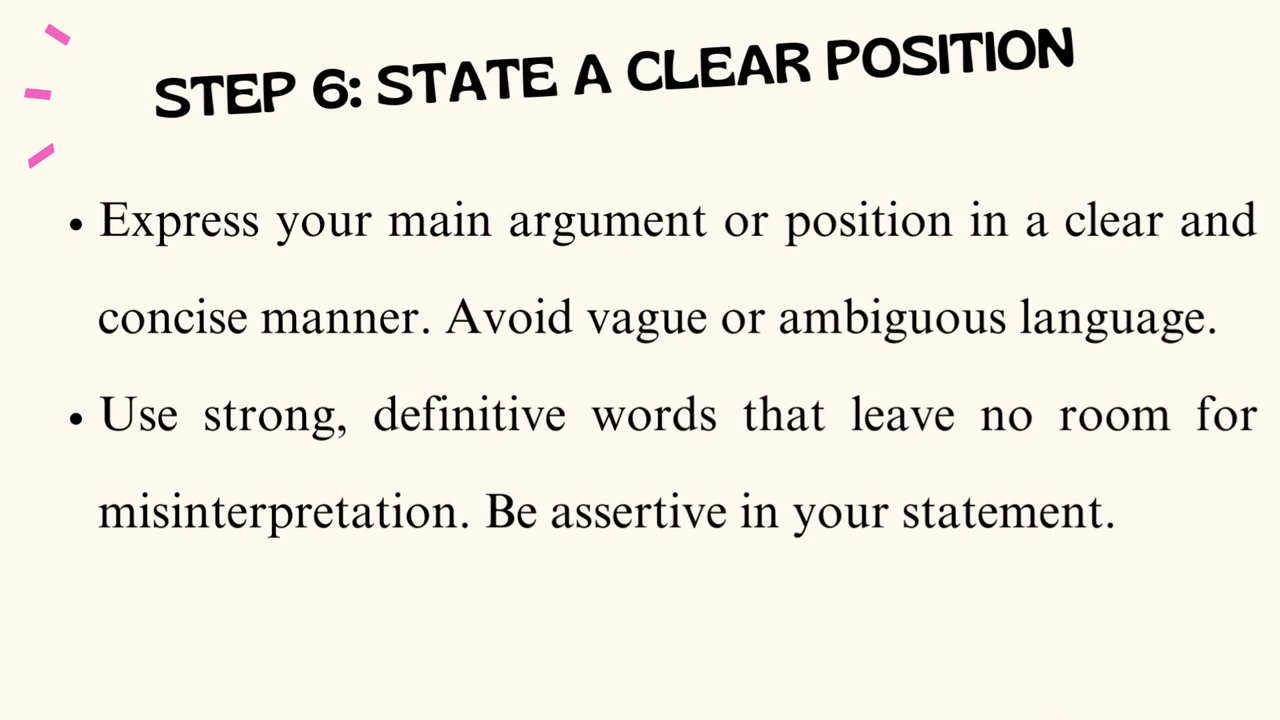 STEP 6: STATE A CLEAR POSITION
• Express your main argument or position in a clear and
concise manner. Avoid vague or ambiguous language.
• Use strong, definitive words that leave no room for
misinterpretation. Be assertive in your statement.